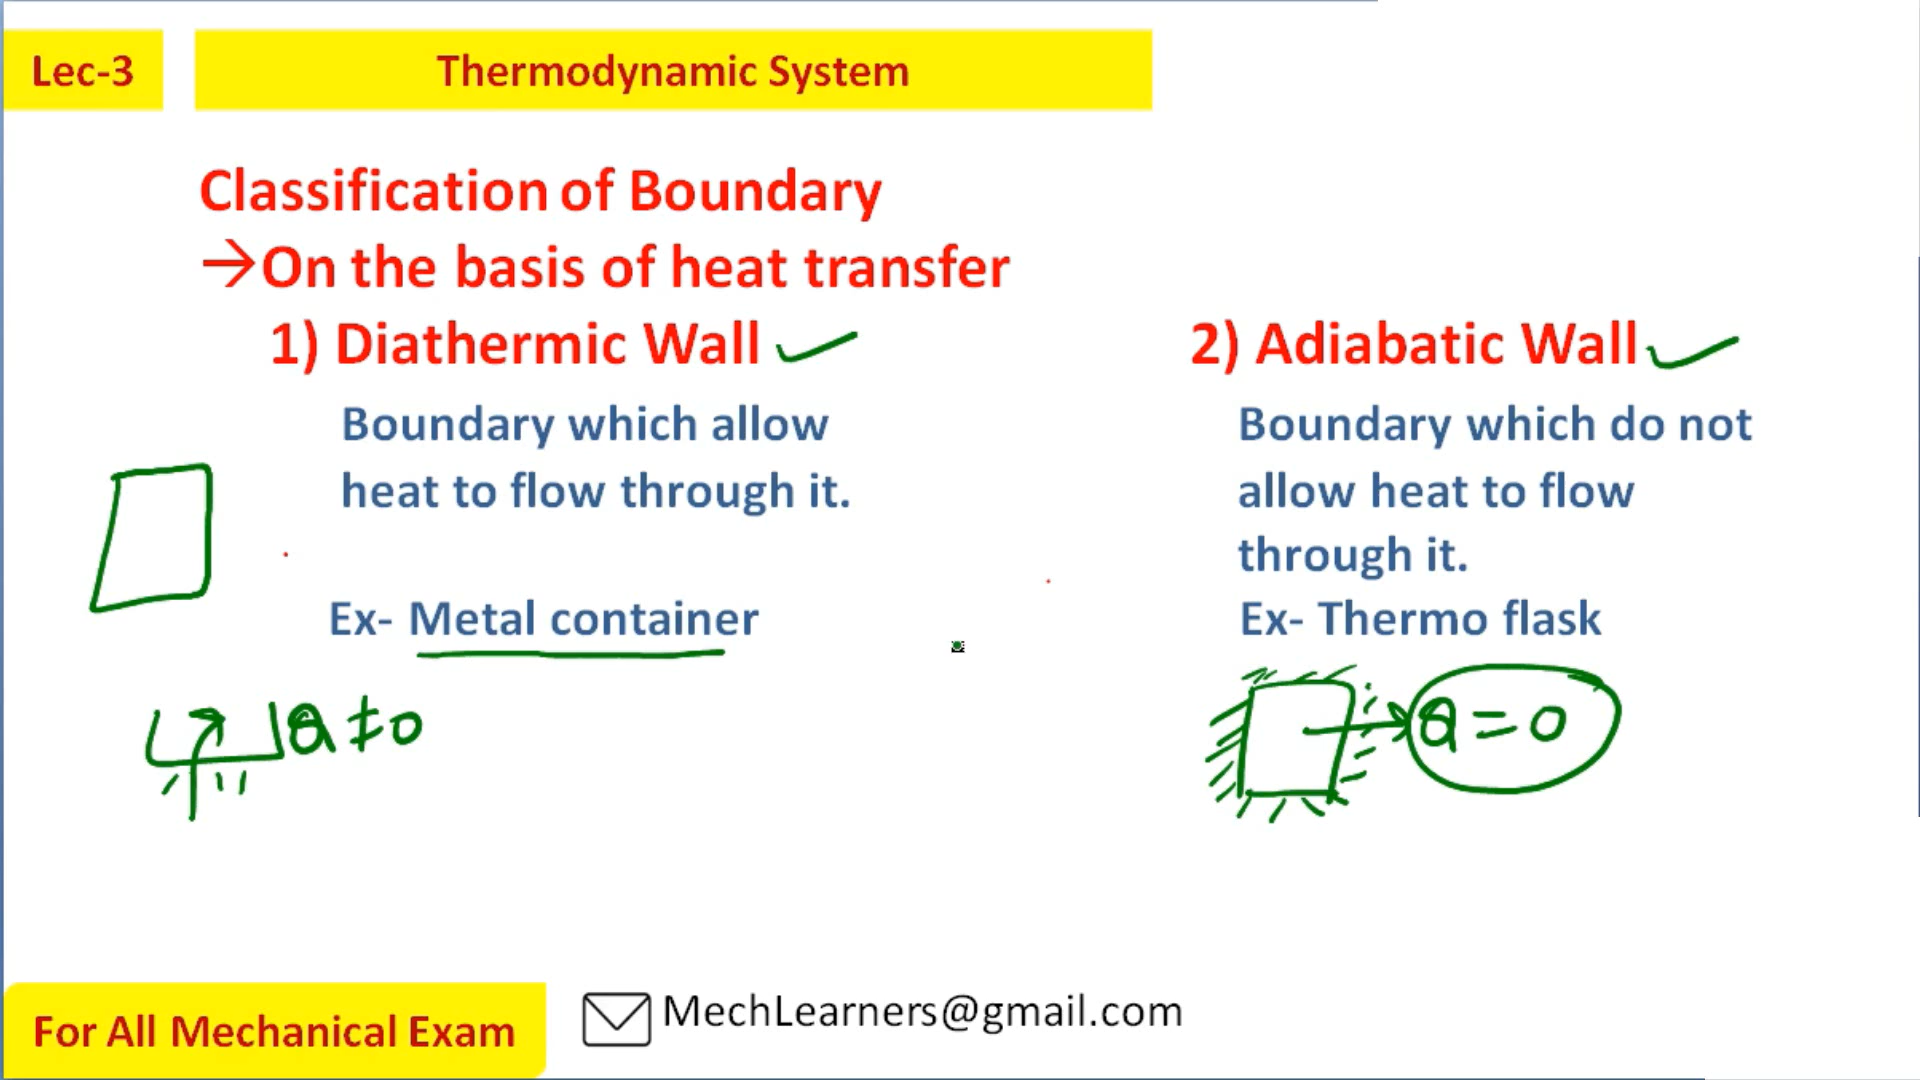 Lec-3
Thermodynamic System
Classification of Boundary
→On the basis of heat transfer
1) Diathermic Wall
Boundary which allow
heat to flow through it.
Ex- Metal container
Q ≠ 0
2) Adiabatic Wall
Boundary which do not
allow heat to flow
through it.
Ex- Thermo flask
Q = 0
For All Mechanical Exam
MechLearners@gmail.com